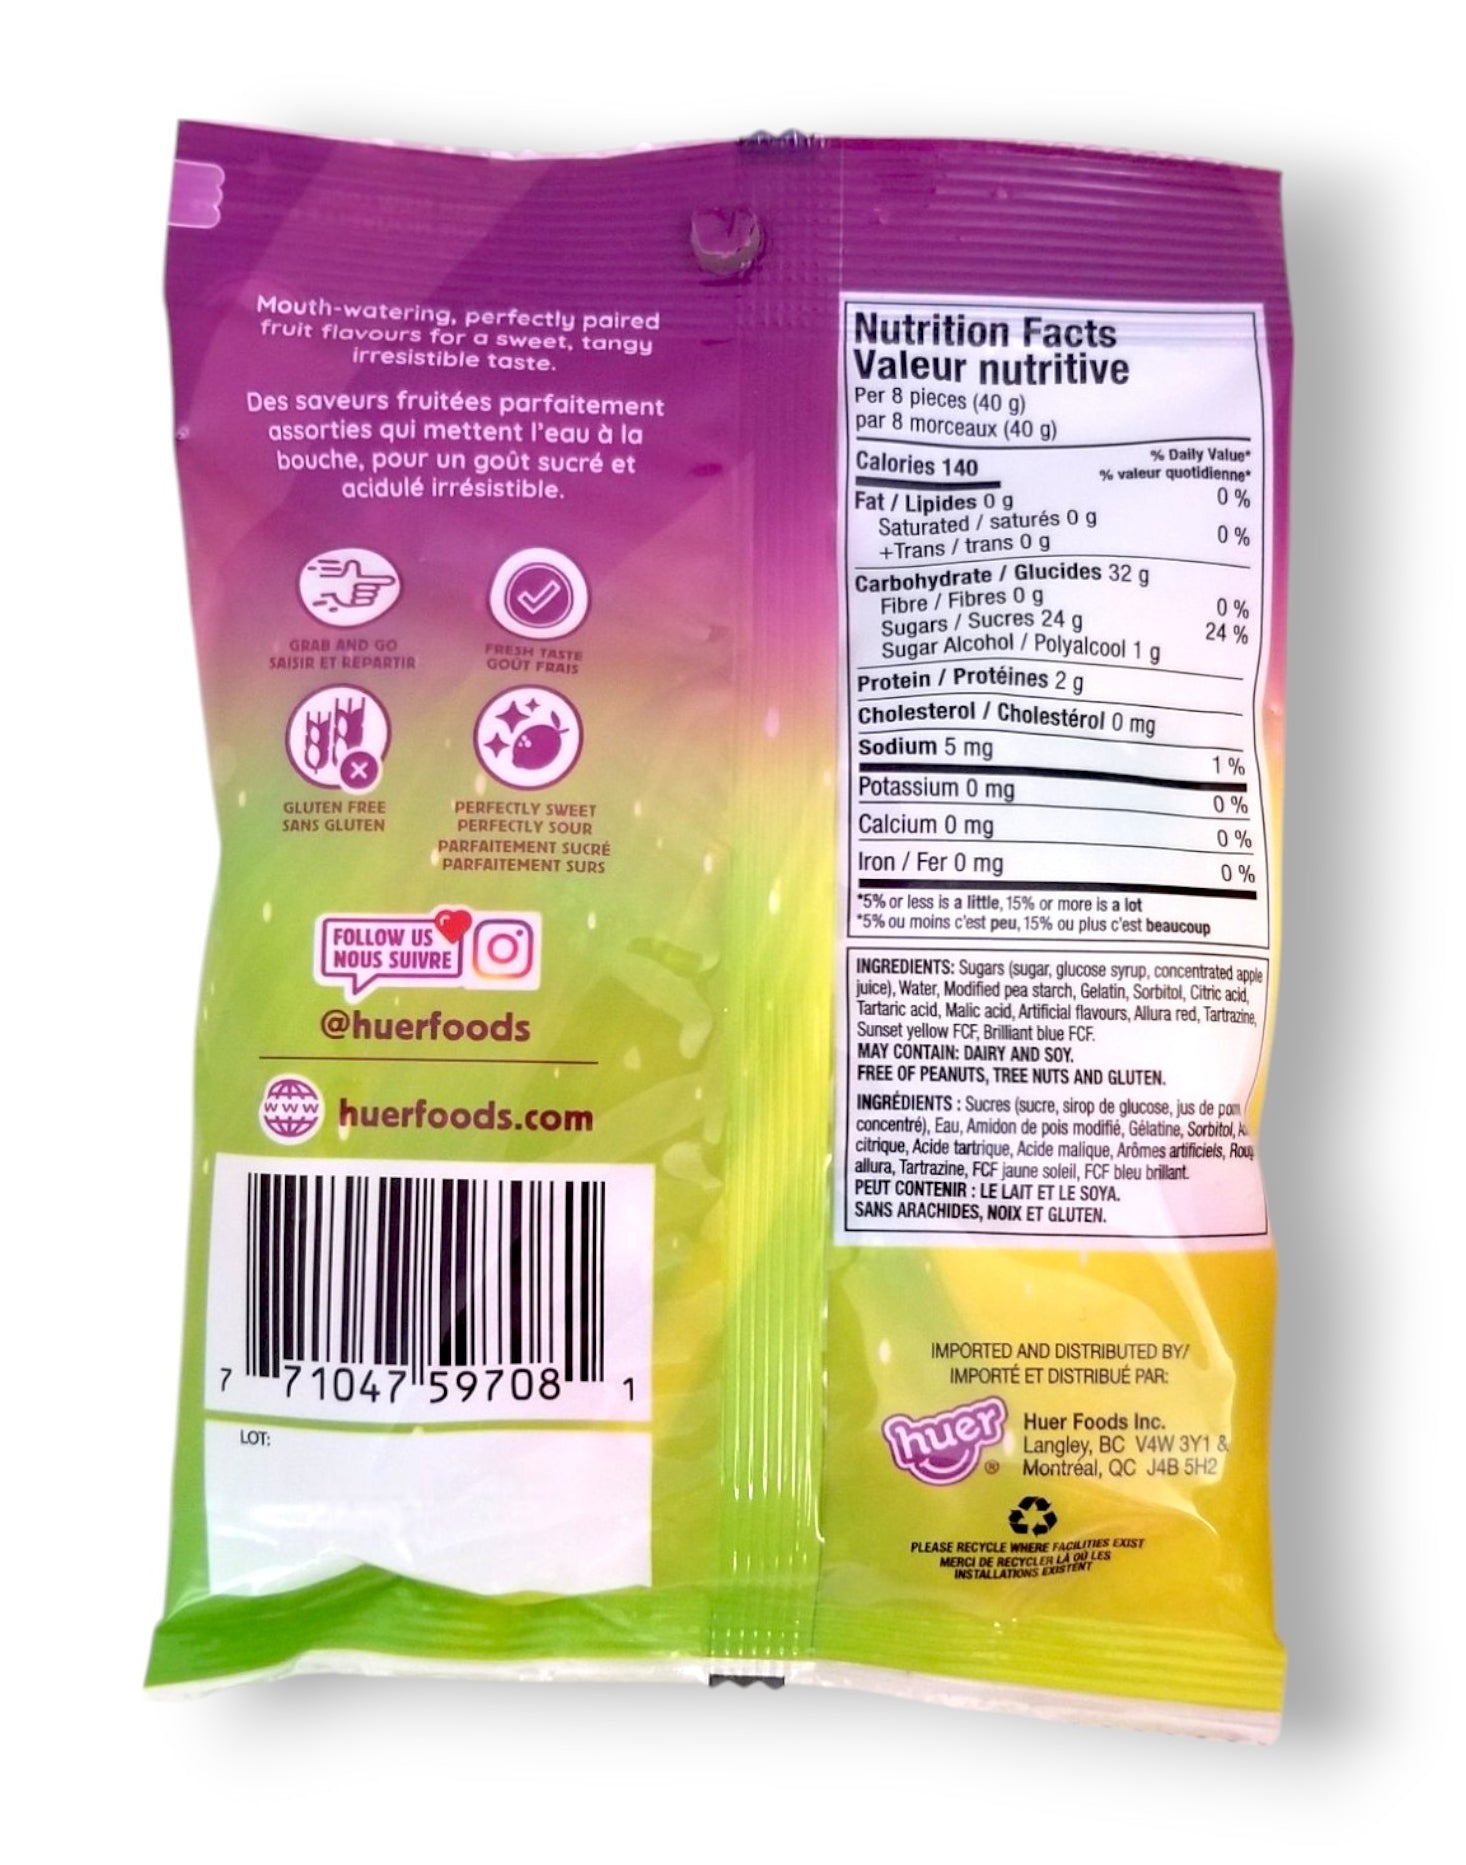 Mouth-watering, perfectly paired
fruit flavours for a sweet, tangy
irresistible taste.
Des saveurs fruitées parfaitement
assorties qui mettent l'eau à la
bouche, pour un goût sucré et
acidulé irrésistible.
GRAB AND GO
SAISIR ET REPARTIR
FRESH TASTE
GOÛT FRAIS
GLUTEN FREE
SANS GLUTEN
PERFECTLY SWEET
PERFECTLY SOUR
PARFAITEMENT SUCRÉ
PARFAITEMENT SURS
FOLLOW US
NOUS SUIVRE
@huerfoods
www
huerfoods.com
7 71047 59708 1
LOT:
Nutrition Facts
Valeur nutritive
Per 8 pieces (40 g)
par 8 morceaux (40 g)
Calories 140
% Daily Value*
% valeur quotidienne*
Fat / Lipides 0 g 0 %
Saturated / saturés 0 g
+Trans / trans 0 g 0 %
Carbohydrate / Glucides 32 g
Fibre / Fibres 0 g 0 %
Sugars / Sucres 24 g 24 %
Sugar Alcohol / Polyalcool 1 g
Protein / Protéines 2 g
Cholesterol / Cholestérol 0 mg
Sodium 5 mg 1 %
Potassium 0 mg 0 %
Calcium 0 mg 0 %
Iron / Fer 0 mg 0 %
*5% or less is a little, 15% or more is a lot
*5% ou moins c'est peu, 15% ou plus c'est beaucoup
INGREDIENTS: Sugars (sugar, glucose syrup, concentrated apple
juice), Water, Modified pea starch, Gelatin, Sorbitol, Citric acid,
Tartaric acid, Malic acid, Artificial flavours, Allura red, Tartrazine,
Sunset yellow FCF, Brilliant blue FCF.
MAY CONTAIN: DAIRY AND SOY.
FREE OF PEANUTS, TREE NUTS AND GLUTEN.
INGRÉDIENTS : Sucres (sucre, sirop de glucose, jus de
concentré), Eau, Amidon de pois modifié, Gélatine, Sorbitol,
citrique, Acide tartrique, Acide malique, Arômes artificiels,
allura, Tartrazine, FCF jaune soleil, FCF bleu brillant.
PEUT CONTENIR : LE LAIT ET LE SOYA.
SANS ARACHIDES, NOIX ET GLUTEN.
IMPORTED AND DISTRIBUTED BY/
IMPORTÉ ET DISTRIBUÉ PAR:
huer ®
Huer Foods Inc.
Langley, BC V4W 3Y1 &
Montréal, QC J4B 5H2
PLEASE RECYCLE WHERE FACILITIES EXIST
MERCI DE RECYCLER LÀ OÙ LES
INSTALLATIONS EXISTENT